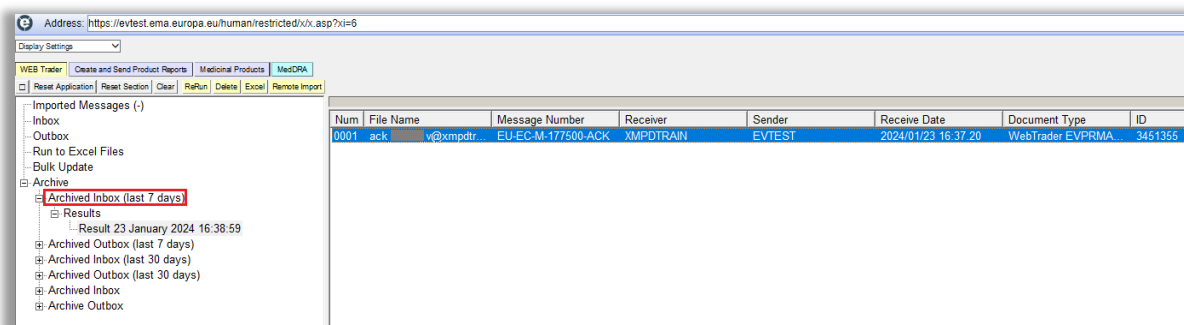 Address: https://evtest.ema.europa.eu/human/restricted/x/x.asp?xi=6
Display Settings
WEB Trader Create and Send Product Reports Medicinal Products MedDRA
Reset Application Reset Section Clear ReRun Delete Excel Remote Import
Imported Messages (-)
Inbox
Outbox
Run to Excel Files
Bulk Update
Archive
Archived Inbox (last 7 days)
Results
Result 23 January 2024 16:38:59
Archived Outbox (last 7 days)
Archived Inbox (last 30 days)
Archived Outbox (last 30 days)
Archived Inbox
Archive Outbox
Num File Name Message Number Receiver Sender Receive Date Document Type ID
0001 ack v@xmpdtr... EU-EC-M-177500-ACK XMPDTRAIN EVTEST 2024/01/23 16:37.20 WebTrader EVPRMA... 3451355